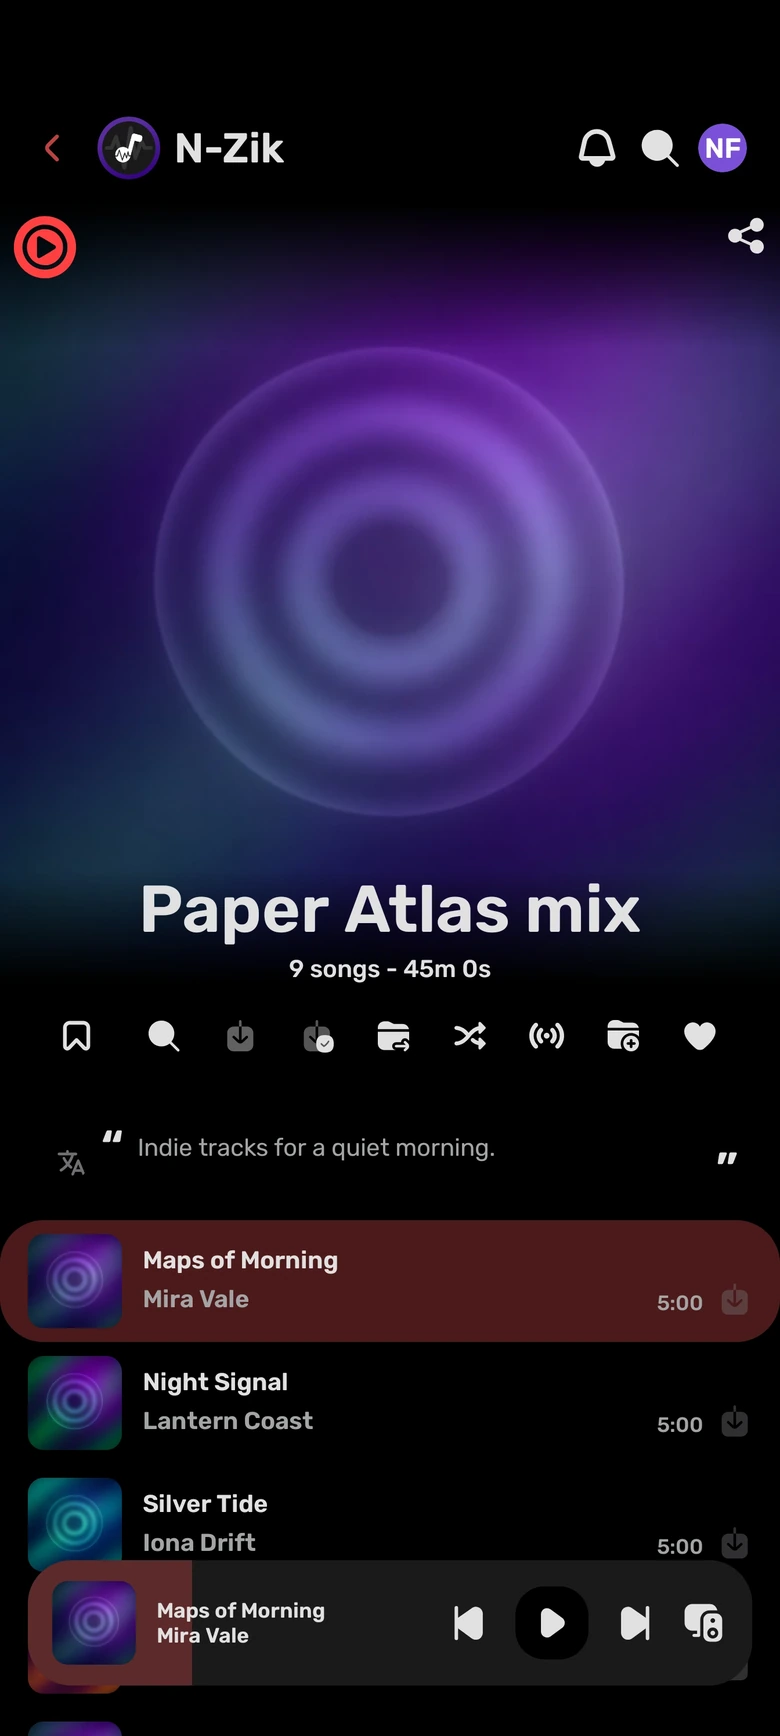 N-Zik
NF
Paper Atlas mix
9 songs - 45m 0s
“ Indie tracks for a quiet morning. ”
Maps of Morning
Mira Vale
5:00
Night Signal
Lantern Coast
5:00
Silver Tide
Iona Drift
5:00
Maps of Morning
Mira Vale